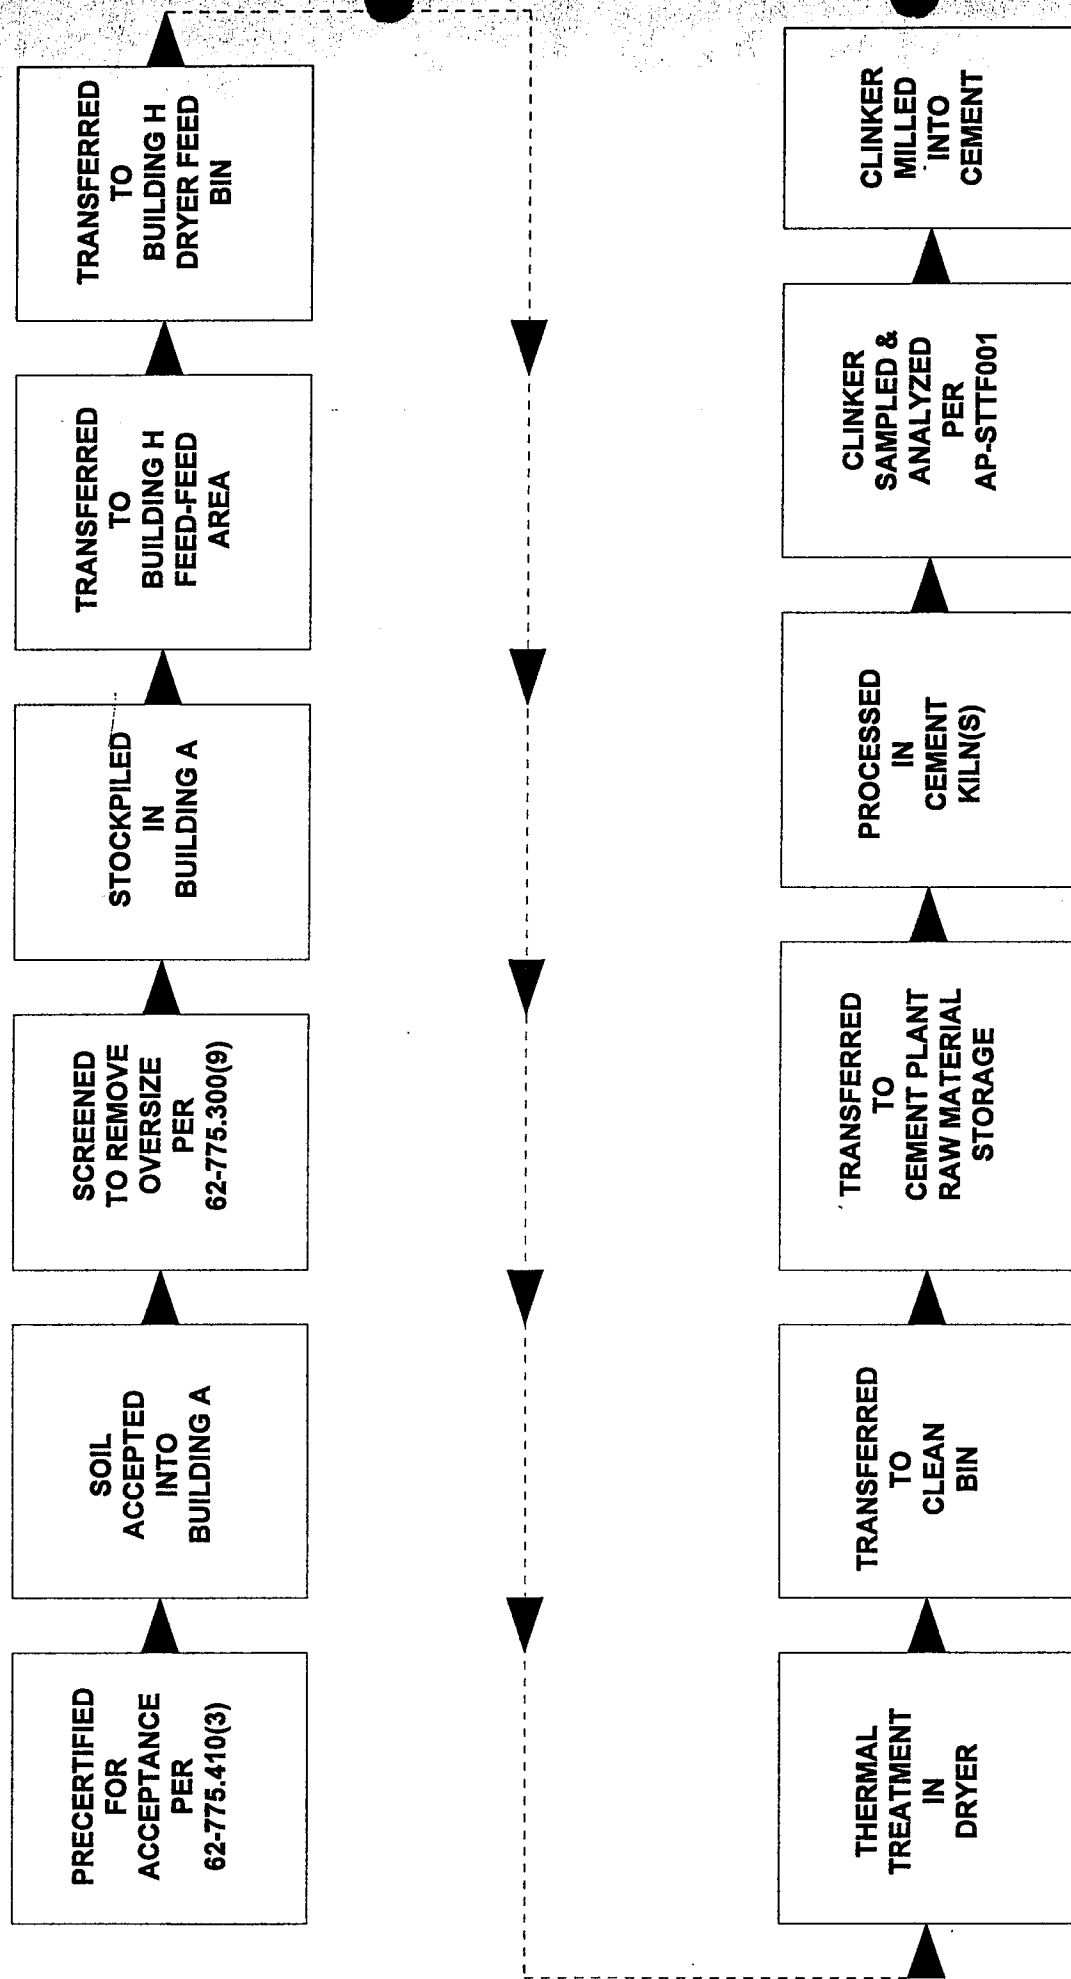 PRECERTIFIED
FOR
ACCEPTANCE
PER
62-775.410(3)
SOIL
ACCEPTED
INTO
BUILDING A
SCREENED
TO REMOVE
OVERSIZE
PER
62-775.300(9)
STOCKPILED
IN
BUILDING A
TRANSFERRED
TO
BUILDING H
FEED-FEED
AREA
TRANSFERRED
TO
BUILDING H
DRYER FEED
BIN
THERMAL
TREATMENT
IN
DRYER
TRANSFERRED
TO
CLEAN
BIN
TRANSFERRED
TO
CEMENT PLANT
RAW MATERIAL
STORAGE
PROCESSED
IN
CEMENT
KILN(S)
CLINKER
SAMPLED &
ANALYZED
PER
AP-STTF001
CLINKER
MILLED
INTO
CEMENT